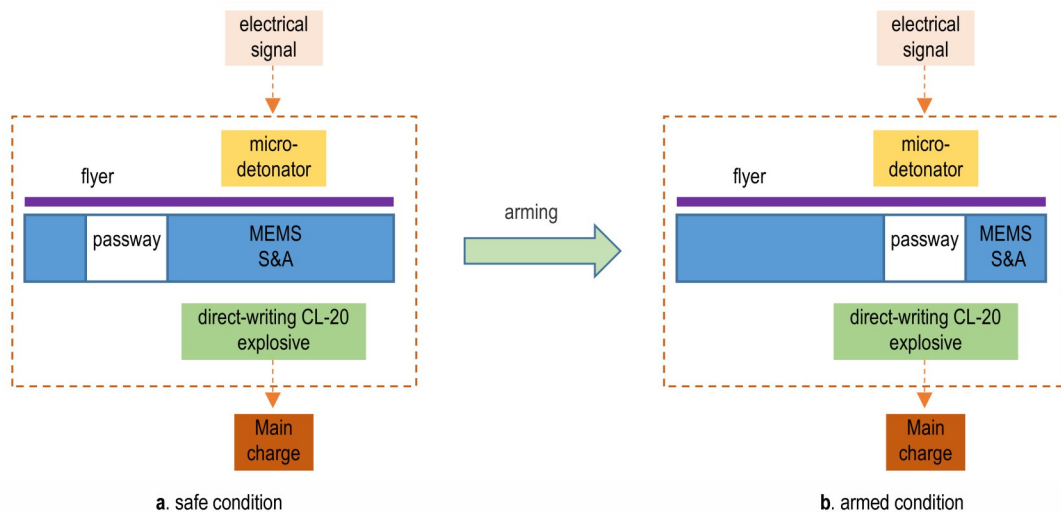 electrical
signal
micro-
detonator
flyer
passway
MEMS
S&A
direct-writing CL-20
explosive
Main
charge
a. safe condition
arming
electrical
signal
micro-
detonator
flyer
passway
MEMS
S&A
direct-writing CL-20
explosive
Main
charge
b. armed condition